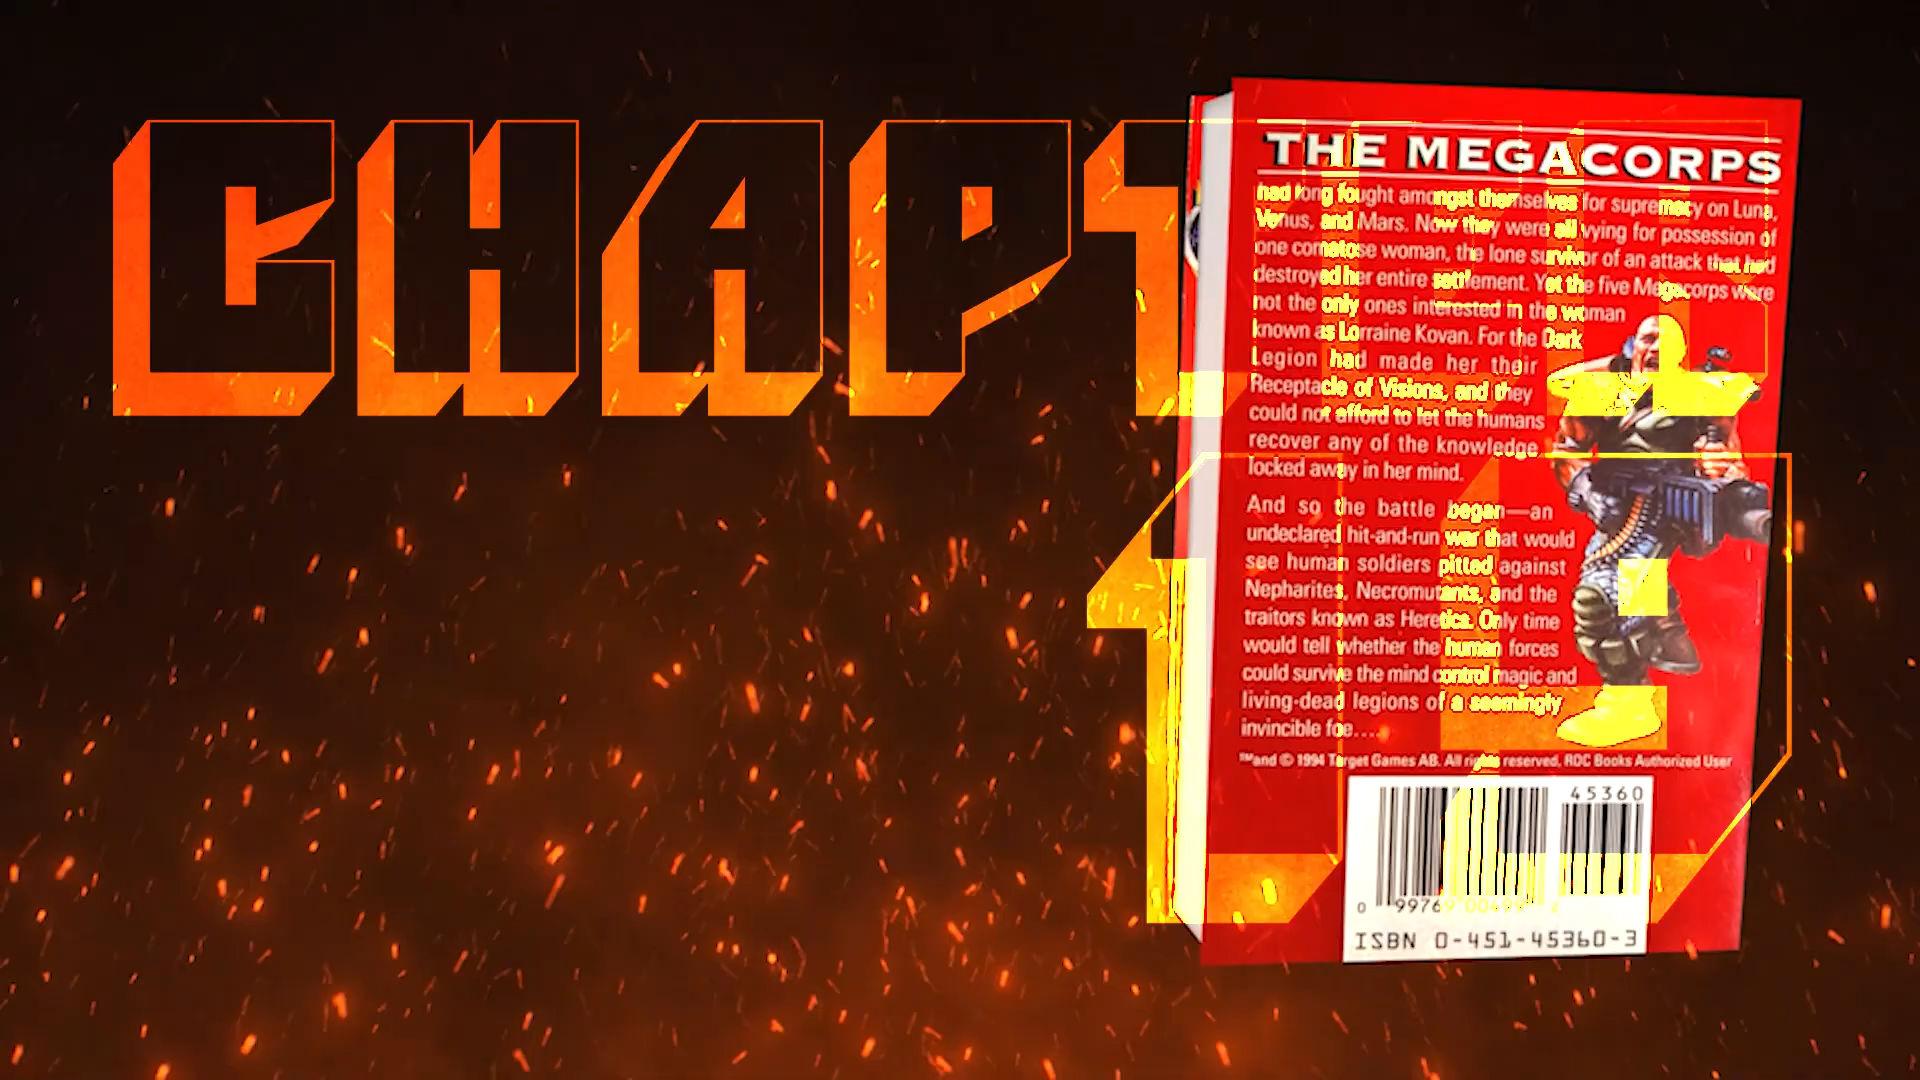 CHAPTER
10
THE MEGACORPS
had long fought amongst themselves for supremacy on Luna,
Venus, and Mars. Now they were all vying for possession of
one comatose woman, the lone survivor of an attack that had
destroyed her entire settlement. Yet the five Megacorps were
not the only ones interested in the woman
known as Lorraine Kovan. For the Dark
Legion had made her their
Receptacle of Visions, and they
could not afford to let the humans
recover any of the knowledge
locked away in her mind.
And so the battle began—an
undeclared hit-and-run war that would
see human soldiers pitted against
Nepharites, Necromutants, and the
traitors known as Heretics. Only time
would tell whether the human forces
could survive the mind control magic and
living-dead legions of a seemingly
invincible foe....
™and © 1994 Target Games AB. All rights reserved, ROC Books Authorized User
45360
0 99769 00499 2
ISBN 0-451-45360-3